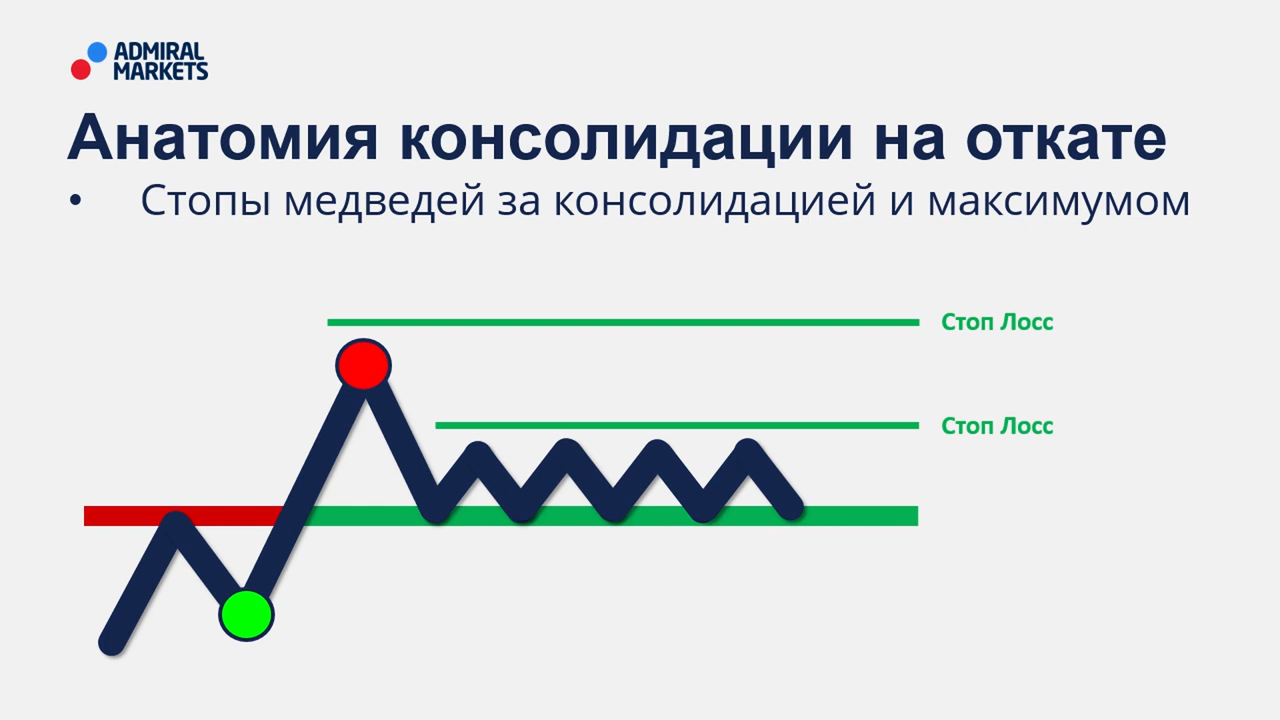 ADMIRAL
MARKETS
Анатомия консолидации на откате
• Стопы медведей за консолидацией и максимумом
Стоп Лосс
Стоп Лосс